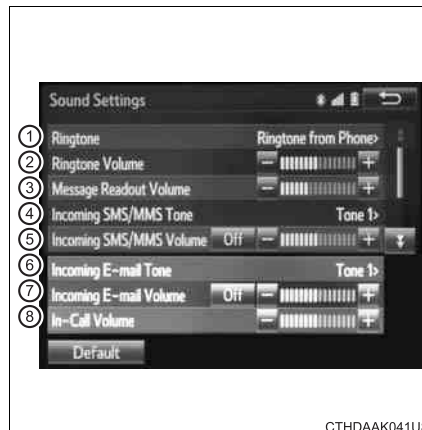 Sound Settings
① Ringtone Ringtone from Phone>
② Ringtone Volume - +
③ Message Readout Volume - +
④ Incoming SMS/MMS Tone Tone 1>
⑤ Incoming SMS/MMS Volume Off - +
⑥ Incoming E-mail Tone Tone 1>
⑦ Incoming E-mail Volume Off - +
⑧ In-Call Volume - +
Default